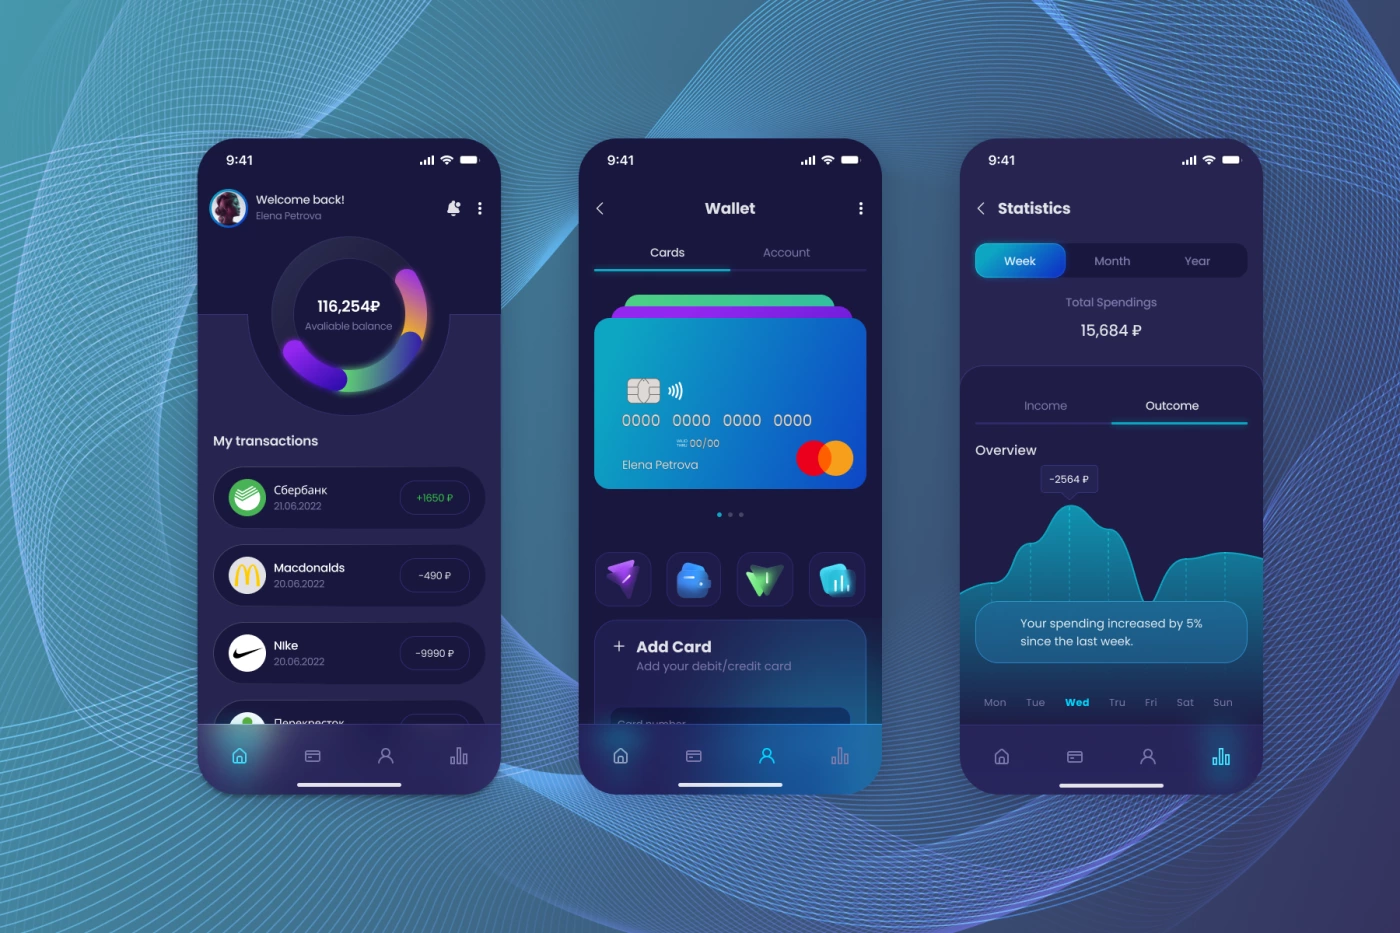 9:41
Welcome back!
Elena Petrova
116,254₽
Avaliable balance
My transactions
Сбербанк
21.06.2022
+1650 ₽
Macdonalds
20.06.2022
-490 ₽
Nike
20.06.2022
-9990 ₽
Перекресток
9:41
Wallet
Cards
Account
0000 0000 0000 0000
VALID
THRU
00/00
Elena Petrova
+ Add Card
Add your debit/credit card
Card number
9:41
Statistics
Week
Month
Year
Total Spendings
15,684 ₽
Income
Outcome
Overview
-2564 ₽
Your spending increased by 5%
since the last week.
Mon Tue Wed Tru Fri Sat Sun